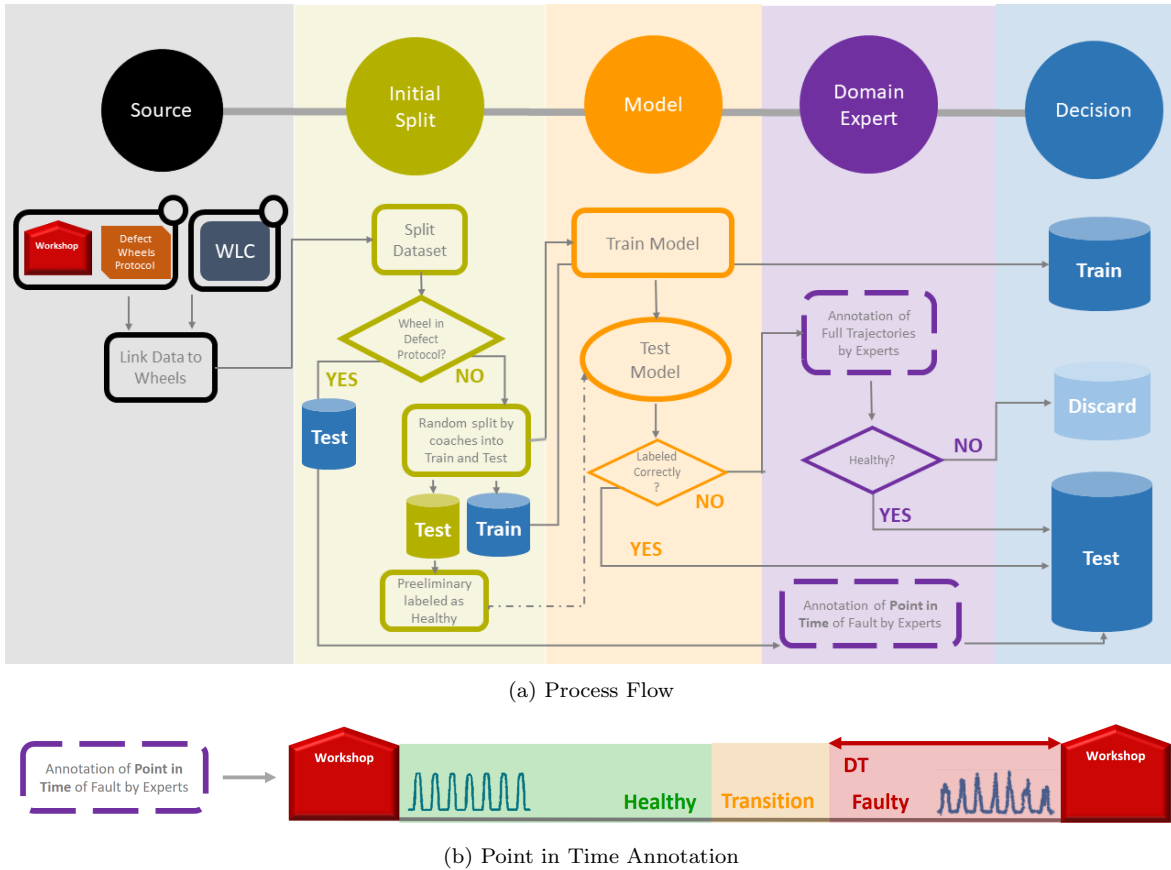 Source
Initial
Split
Model
Domain
Expert
Decision
Workshop
Defect
Wheels
Protocol
WLC
Link Data to
Wheels
Split
Dataset
Wheel in
Defect
Protocol?
YES
NO
Test
Random split by
coaches into
Train and Test
Test
Train
Preeliminary
labeled as
Healthy
Train Model
Test
Model
Labeled
Correctly
?
NO
YES
Annotation of
Full Trajectories
by Experts
Healthy?
NO
YES
Annotation of Point in
Time of Fault by Experts
Train
Discard
Test
(a) Process Flow
Annotation of Point in
Time of Fault by Experts
Workshop
Healthy
Transition
DT
Faulty
Workshop
(b) Point in Time Annotation